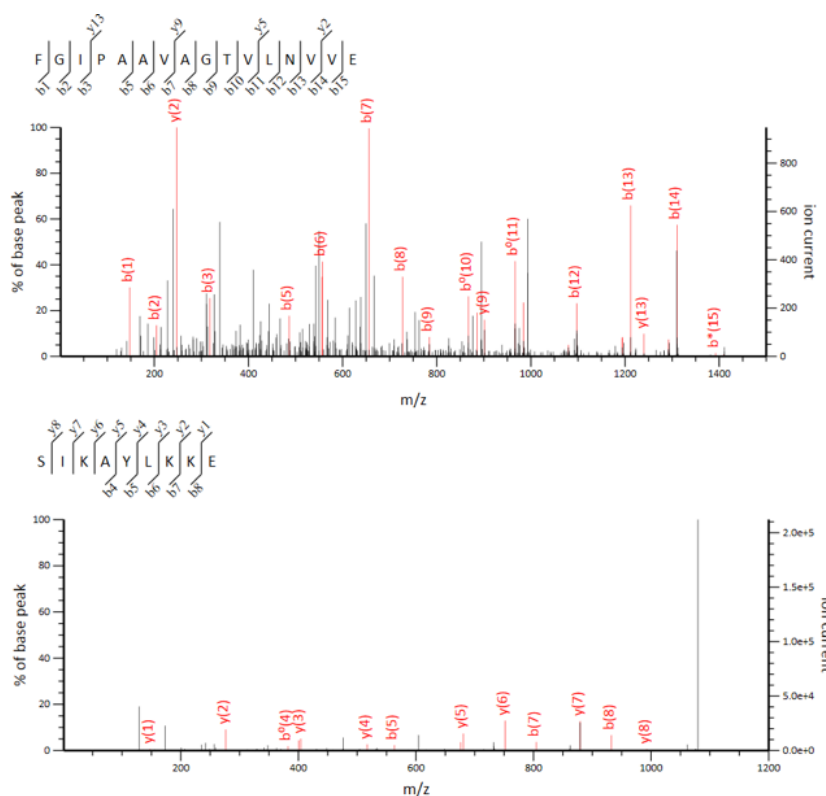 y13 y9 y5 y2
F G I P A A V A G T V L N V V E
b1 b2 b3 b5 b6 b7 b8 b9 b10 b11 b12 b13 b14 b15
% of base peak
100
80
60
40
20
0
b(1)
b(2)
y(2)
b(3)
b(5)
b(6)
b(7)
b(8)
b(9)
b⁰(10)
y(9)
b⁰(11)
b(12)
b(13)
y(13)
b(14)
b*(15)
ion current
800
600
400
200
0
200 400 600 800 1000 1200 1400
m/z
y8 y7 y6 y5 y4 y3 y2 y1
S I K A Y L K K E
b4 b5 b6 b7 b8
% of base peak
100
80
60
40
20
0
y(1)
y(2)
b⁰(4)
y(3)
y(4)
b(5)
y(5)
y(6)
b(7)
y(7)
b(8)
y(8)
ion current
2.0e+5
1.5e+5
1.0e+5
5.0e+4
0.0e+0
200 400 600 800 1000 1200
m/z